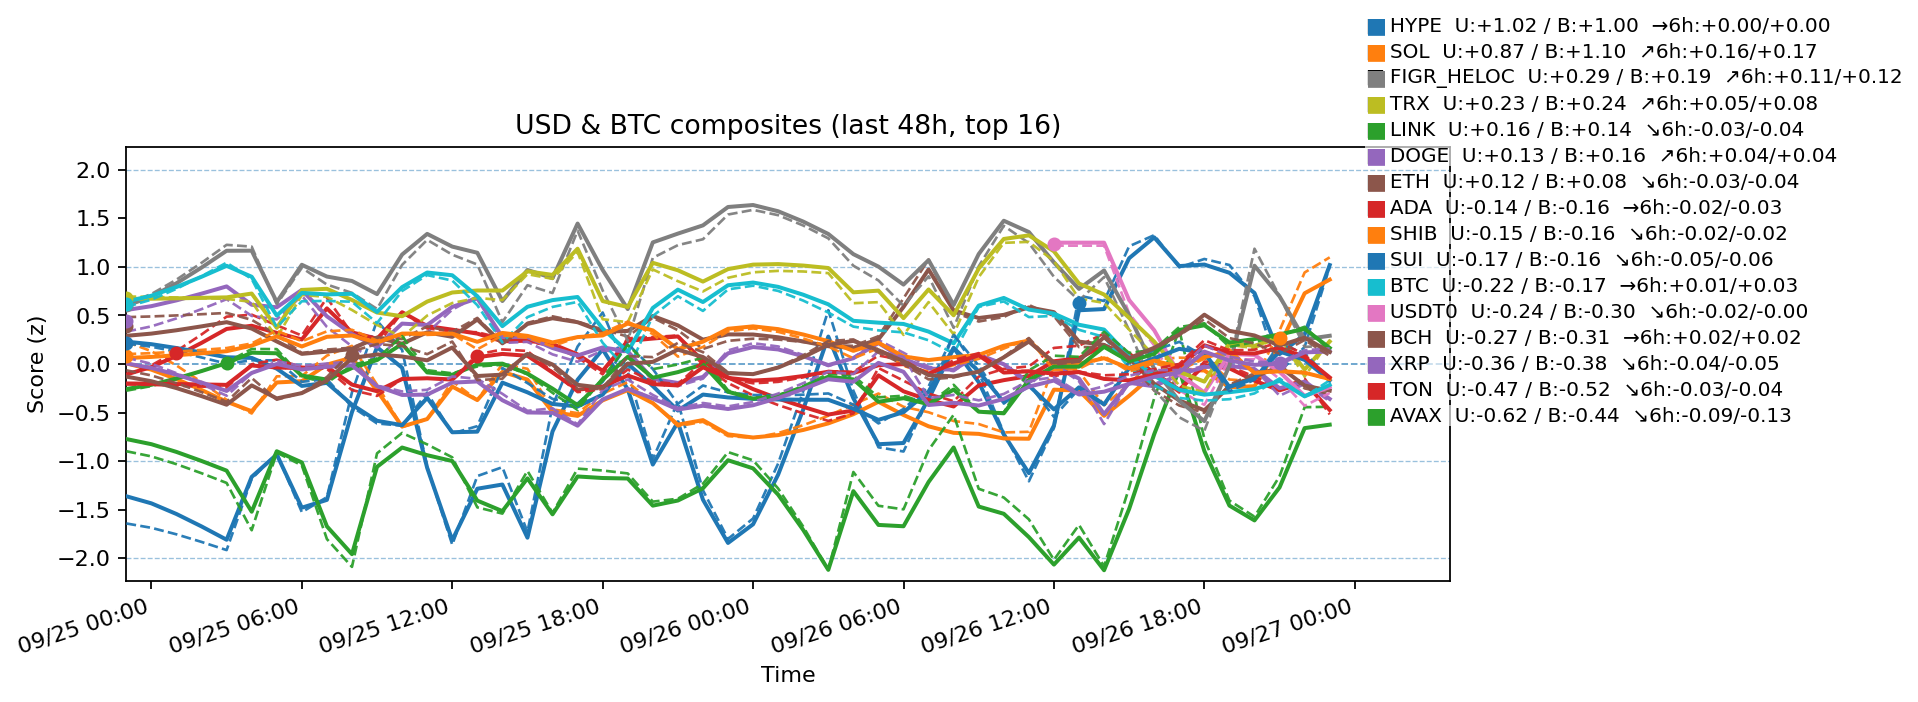 HYPE  U:+1.02 / B:+1.00  →6h:+0.00/+0.00
SOL  U:+0.87 / B:+1.10  ↗6h:+0.16/+0.17
FIGR_HELOC  U:+0.29 / B:+0.19  ↗6h:+0.11/+0.12
TRX  U:+0.23 / B:+0.24  ↗6h:+0.05/+0.08
LINK  U:+0.16 / B:+0.14  ↘6h:-0.03/-0.04
DOGE  U:+0.13 / B:+0.16  ↗6h:+0.04/+0.04
ETH  U:+0.12 / B:+0.08  ↘6h:-0.03/-0.04
ADA  U:-0.14 / B:-0.16  →6h:-0.02/-0.03
SHIB  U:-0.15 / B:-0.16  ↘6h:-0.02/-0.02
SUI  U:-0.17 / B:-0.16  ↘6h:-0.05/-0.06
BTC  U:-0.22 / B:-0.17  →6h:+0.01/+0.03
USDT0  U:-0.24 / B:-0.30  ↘6h:-0.02/-0.00
BCH  U:-0.27 / B:-0.31  →6h:+0.02/+0.02
XRP  U:-0.36 / B:-0.38  ↘6h:-0.04/-0.05
TON  U:-0.47 / B:-0.52  ↘6h:-0.03/-0.04
AVAX  U:-0.62 / B:-0.44  ↘6h:-0.09/-0.13
USD & BTC composites (last 48h, top 16)
Score (z)
2.0
1.5
1.0
0.5
0.0
−0.5
−1.0
−1.5
−2.0
09/25 00:00
09/25 06:00
09/25 12:00
09/25 18:00
09/26 00:00
09/26 06:00
09/26 12:00
09/26 18:00
09/27 00:00
Time